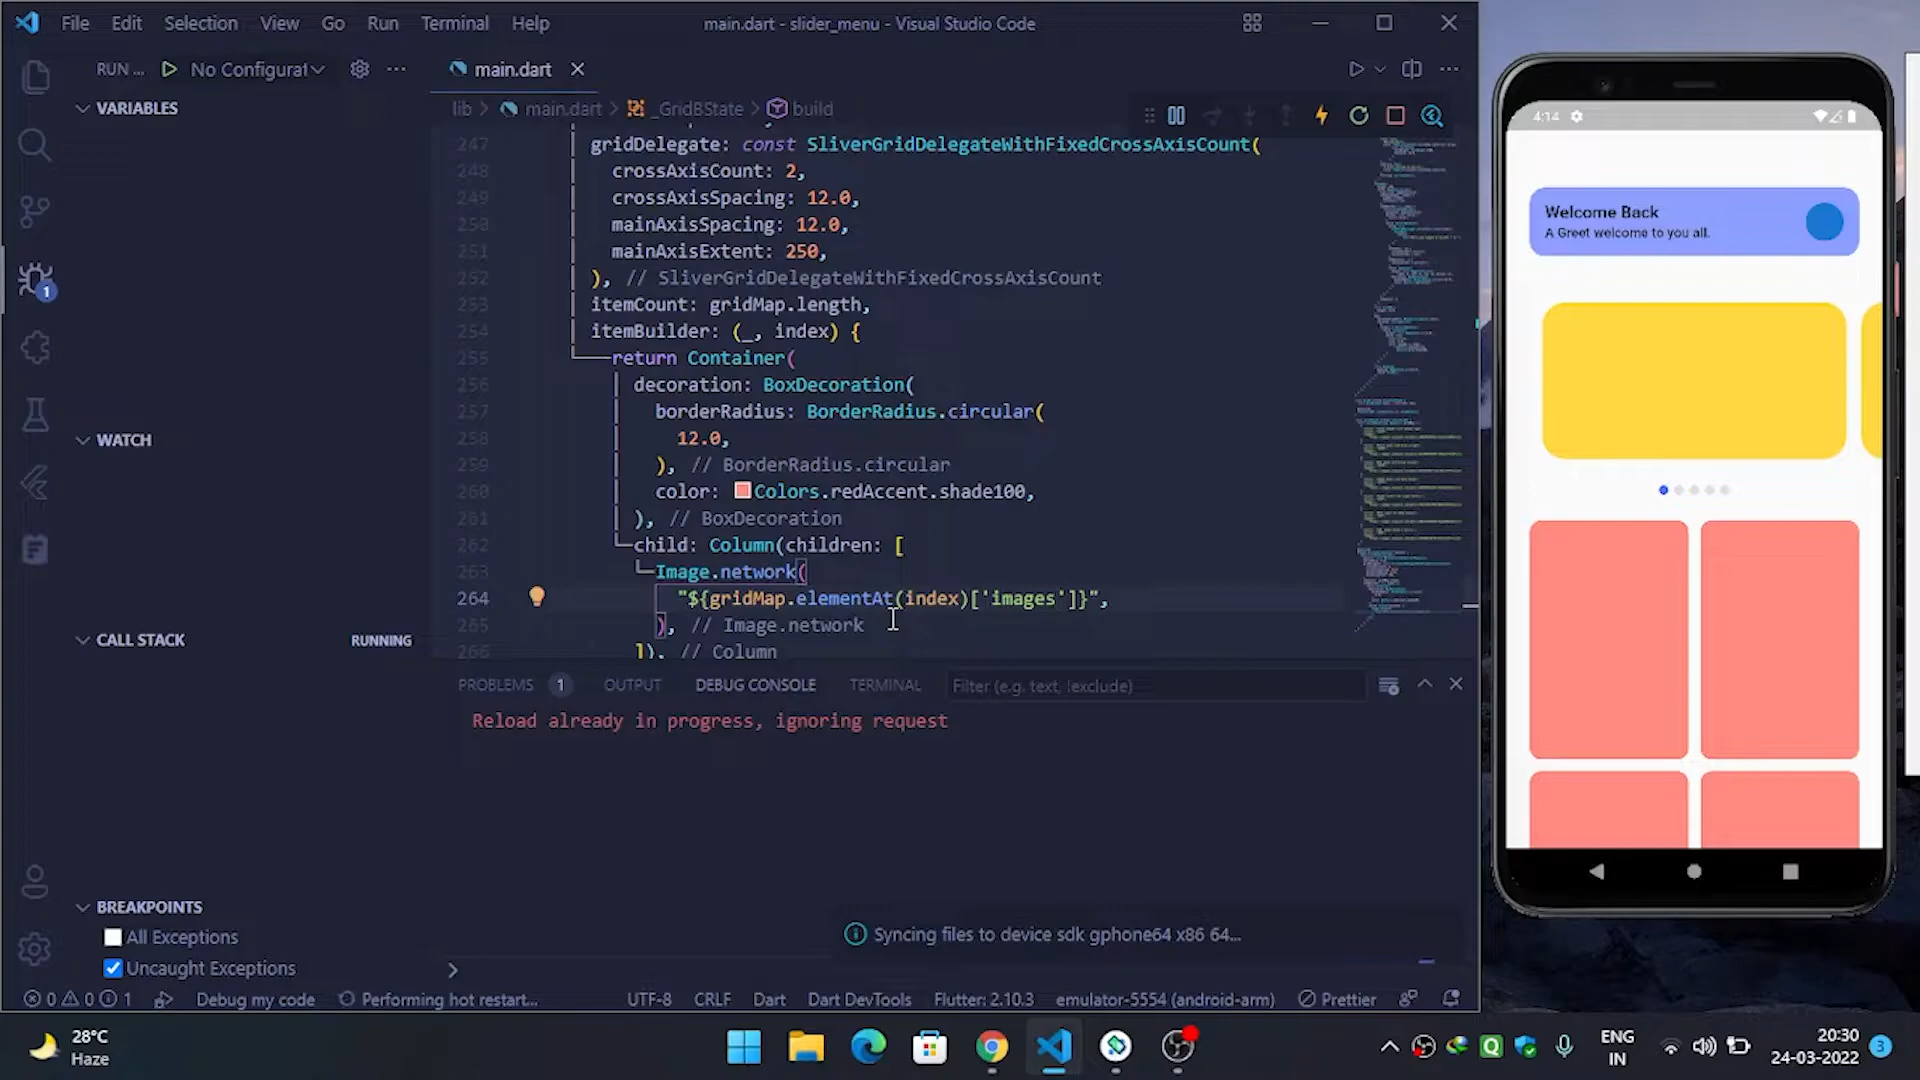 File Edit Selection View Go Run Terminal Help
main.dart - slider_menu - Visual Studio Code
RUN ... No Configurat
main.dart
VARIABLES
lib > main.dart > _GridBState > build
247 gridDelegate: const SliverGridDelegateWithFixedCrossAxisCount(
248 crossAxisCount: 2,
249 crossAxisSpacing: 12.0,
250 mainAxisSpacing: 12.0,
251 mainAxisExtent: 250,
252 ), // SliverGridDelegateWithFixedCrossAxisCount
253 itemCount: gridMap.length,
254 itemBuilder: (_, index) {
255 return Container(
256 decoration: BoxDecoration(
257 borderRadius: BorderRadius.circular(
258 12.0,
259 ), // BorderRadius.circular
260 color: Colors.redAccent.shade100,
261 ), // BoxDecoration
262 child: Column(children: [
263 Image.network(
264 "${gridMap.elementAt(index)['images']}",
265 ), // Image.network
266 ]), // Column
1
WATCH
CALL STACK RUNNING
PROBLEMS 1 OUTPUT DEBUG CONSOLE TERMINAL Filter (e.g. text, !exclude)
Reload already in progress, ignoring request
BREAKPOINTS
All Exceptions
Uncaught Exceptions
Syncing files to device sdk gphone64 x86 64...
0 0 1 Debug my code Performing hot restart... UTF-8 CRLF Dart Dart DevTools Flutter: 2.10.3 emulator-5554 (android-arm) Prettier
4:14
Welcome Back
A Greet welcome to you all.
28°C
Haze
ENG
IN
20:30
24-03-2022
3